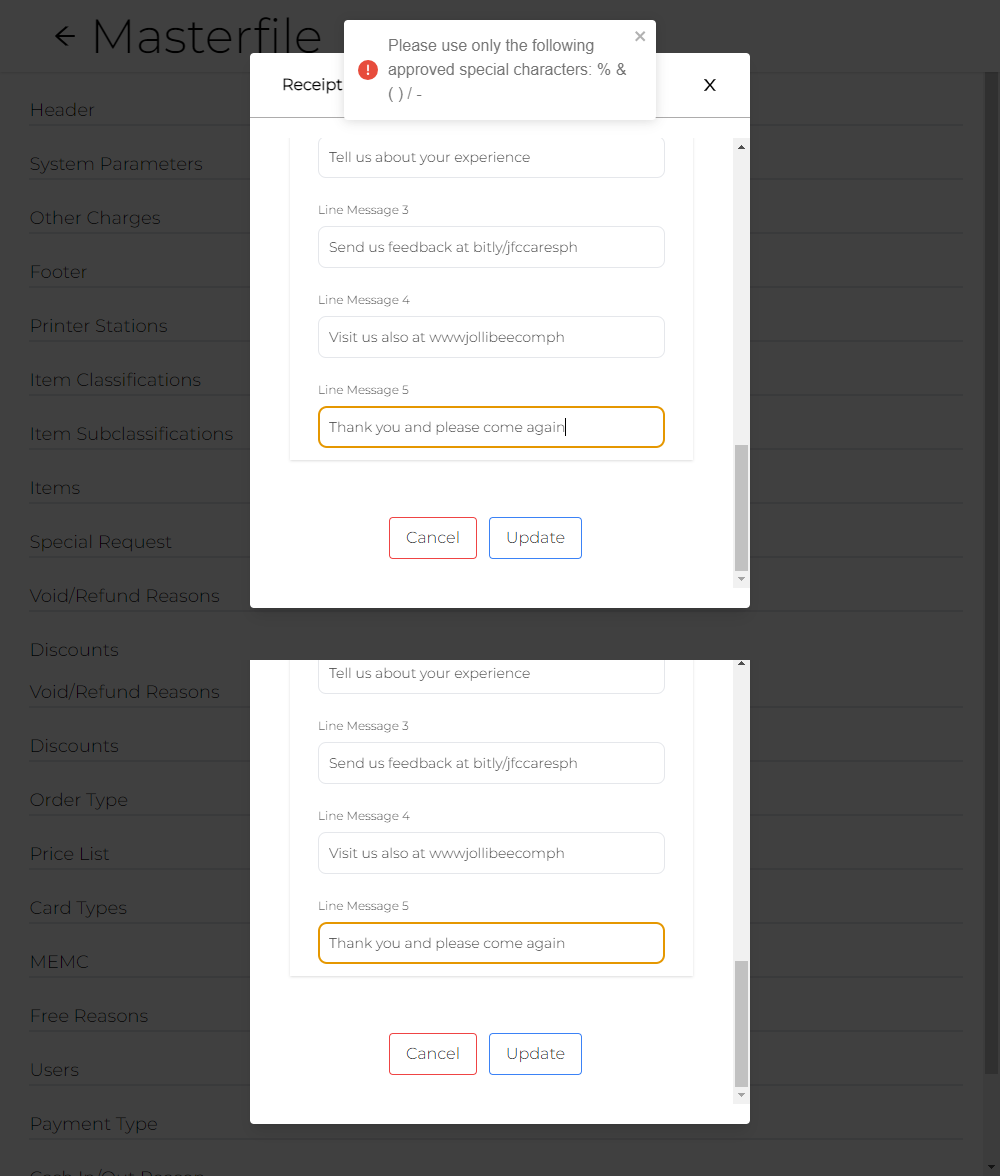 Masterfile
Please use only the following
approved special characters: % &
( ) / -
Receipt
X
Header
System Parameters
Other Charges
Footer
Printer Stations
Item Classifications
Item Subclassifications
Items
Special Request
Void/Refund Reasons
Discounts
Void/Refund Reasons
Discounts
Order Type
Price List
Card Types
MEMC
Free Reasons
Users
Payment Type
Cash In/Out Reason
Tell us about your experience
Line Message 3
Send us feedback at bitly/jfccaresph
Line Message 4
Visit us also at wwwjollibeecomph
Line Message 5
Thank you and please come again
Cancel
Update
Tell us about your experience
Line Message 3
Send us feedback at bitly/jfccaresph
Line Message 4
Visit us also at wwwjollibeecomph
Line Message 5
Thank you and please come again
Cancel
Update